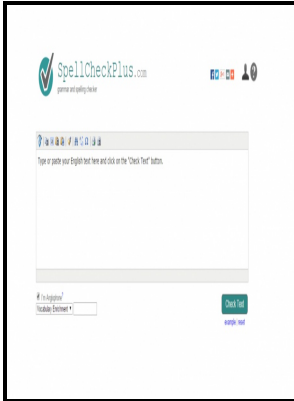 SpellCheckPlus.com
grammar and spelling checker
Type or paste your English text here and click on the "Check Text" button.
I'm Anglophone?
Vocabulary Enrichment
Check Text
example reset